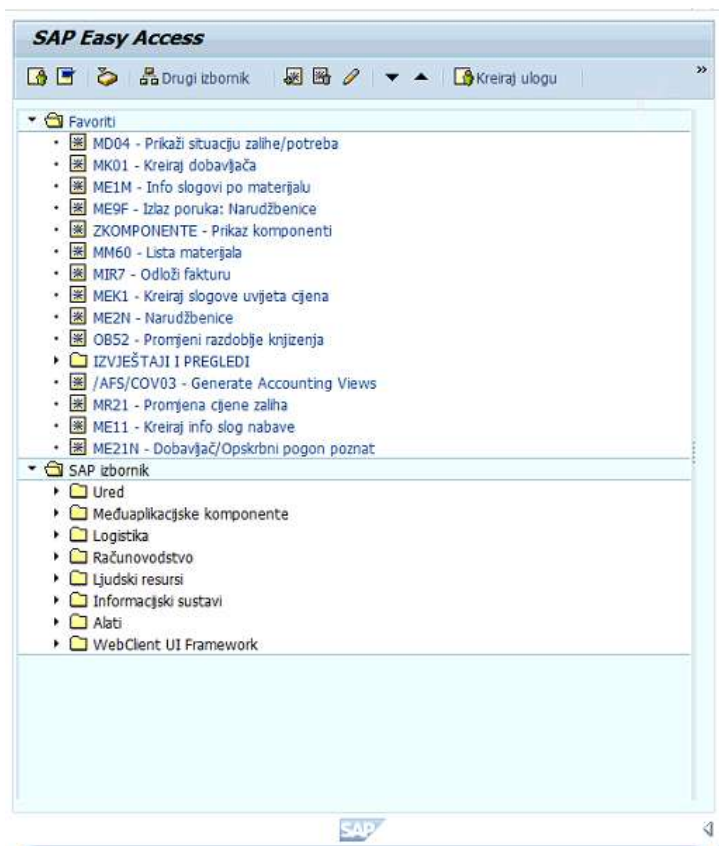 SAP Easy Access
Drugi izbornik Kreiraj ulogu »
Favoriti
MD04 - Prikaži situaciju zalihe/potreba
MK01 - Kreiraj dobavljača
ME1M - Info slogovi po materijalu
ME9F - Izlaz poruka: Narudžbenice
ZKOMPONENTE - Prikaz komponenti
MM60 - Lista materijala
MIR7 - Odloži fakturu
MEK1 - Kreiraj slogove uvijeta cijena
ME2N - Narudžbenice
OB52 - Promjeni razdoblje knjizenja
IZVJEŠTAJI I PREGLEDI
/AFS/COV03 - Generate Accounting Views
MR21 - Promjena cijene zaliha
ME11 - Kreiraj info slog nabave
ME21N - Dobavljač/Opskrbni pogon poznat
SAP izbornik
Ured
Međuaplikacijske komponente
Logistika
Računovodstvo
Ljudski resursi
Informacijski sustavi
Alati
WebClient UI Framework
SAP